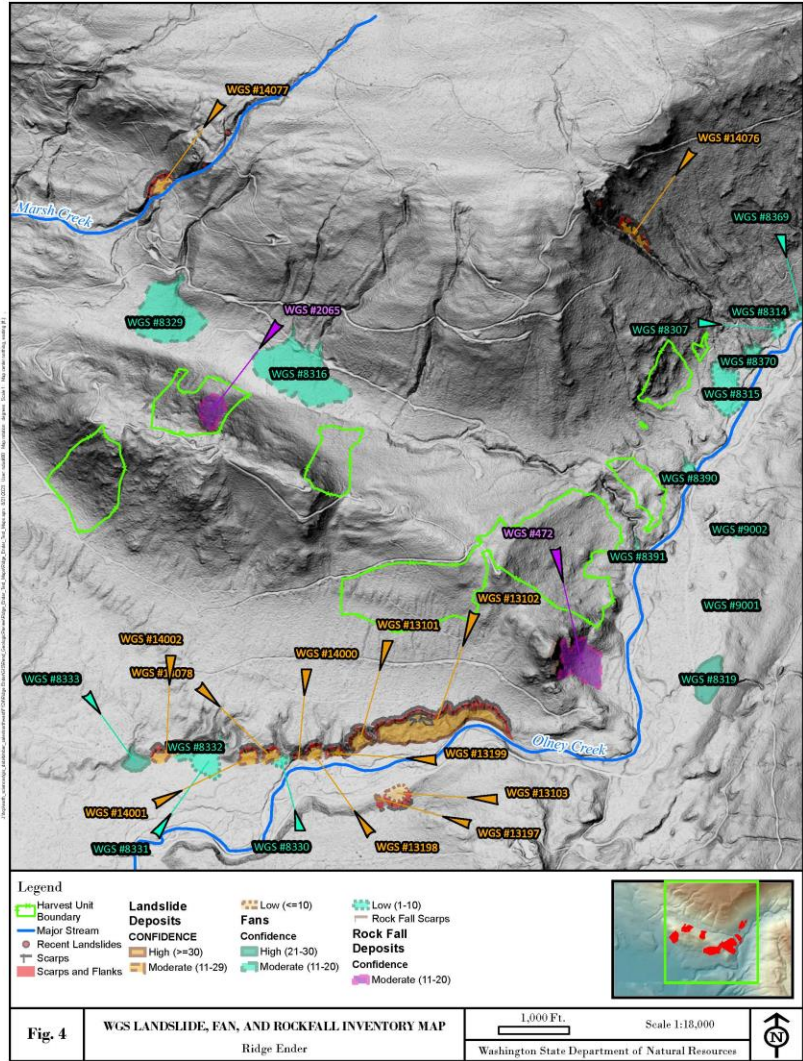 WGS #14077
WGS #14076
Marsh Creek
WGS #8369
WGS #2065
WGS #8314
WGS #8329
WGS #8307
WGS #8316
WGS #8370
WGS #8315
WGS #8390
WGS #472
WGS #9002
WGS #8391
WGS #13102
WGS #9001
WGS #13101
WGS #14002
WGS #14000
WGS #8333
WGS #8319
WGS #8332
Olney Creek
WGS #13199
WGS #13103
WGS #14001
WGS #13197
WGS #8331
WGS #8330
WGS #13198
Legend
Harvest Unit
Boundary
Major Stream
Recent Landslides
Scarps
Scarps and Flanks
Landslide
Deposits
CONFIDENCE
High (>=30)
Moderate (11-29)
Low (<=10)
Fans
Confidence
High (21-30)
Moderate (11-20)
Low (1-10)
Rock Fall Scarps
Rock Fall
Deposits
Confidence
Moderate (11-20)
Fig. 4
WGS LANDSLIDE, FAN, AND ROCKFALL INVENTORY MAP
Ridge Ender
1,000 Ft.
Scale 1:18,000
Washington State Department of Natural Resources
N